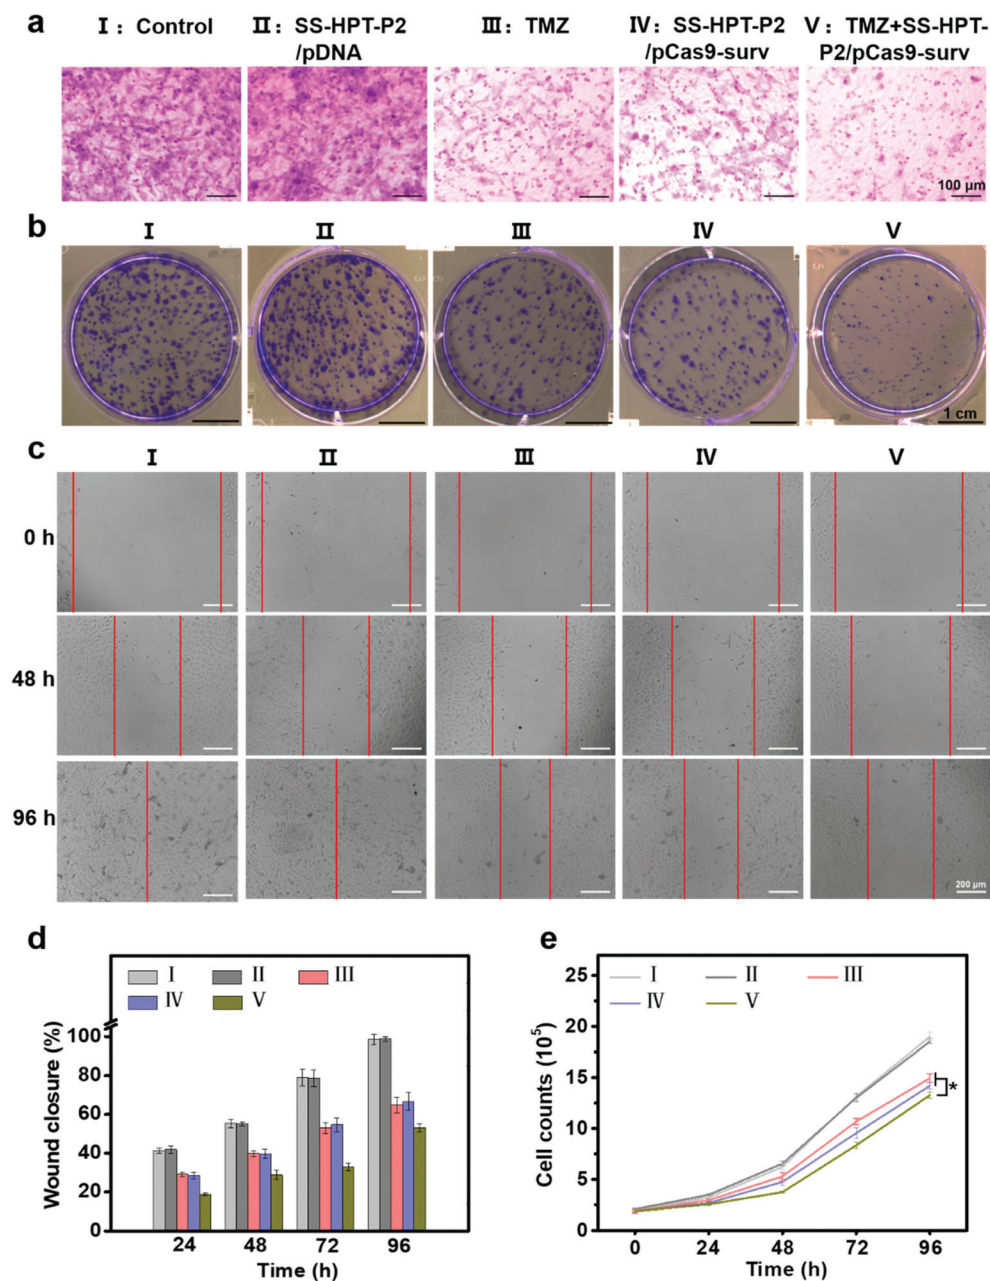 a
Ⅰ: Control
Ⅱ: SS-HPT-P2
/pDNA
Ⅲ: TMZ
Ⅳ: SS-HPT-P2
/pCas9-surv
Ⅴ: TMZ+SS-HPT-
P2/pCas9-surv
100 μm
b
Ⅰ Ⅱ Ⅲ Ⅳ Ⅴ
1 cm
c
Ⅰ Ⅱ Ⅲ Ⅳ Ⅴ
0 h
48 h
96 h
200 μm
d
Ⅰ Ⅱ Ⅲ
Ⅳ Ⅴ
Wound closure (%)
100
80
60
40
20
0
24 48 72 96
Time (h)
e
Ⅰ Ⅱ Ⅲ
Ⅳ Ⅴ
Cell counts (10⁵)
25
20
15
10
5
0
*
0 24 48 72 96
Time (h)